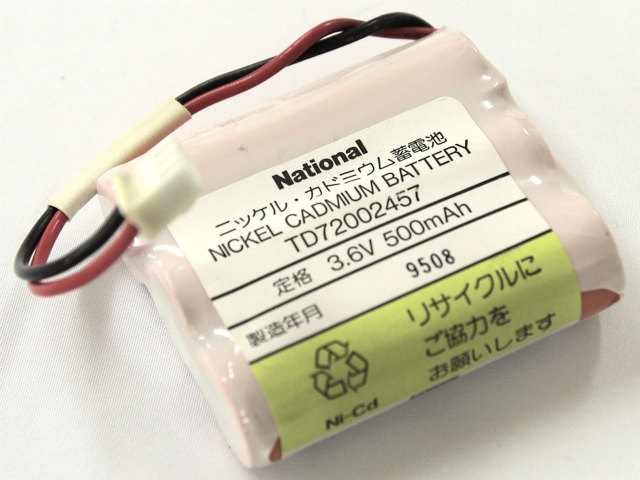 National
ニッケル・カドミウム蓄電池
NICKEL CADMIUM BATTERY
TD72002457
定格 3.6V 500mAh
製造年月 9508
リサイクルに
ご協力を
お願いします
Ni-Cd